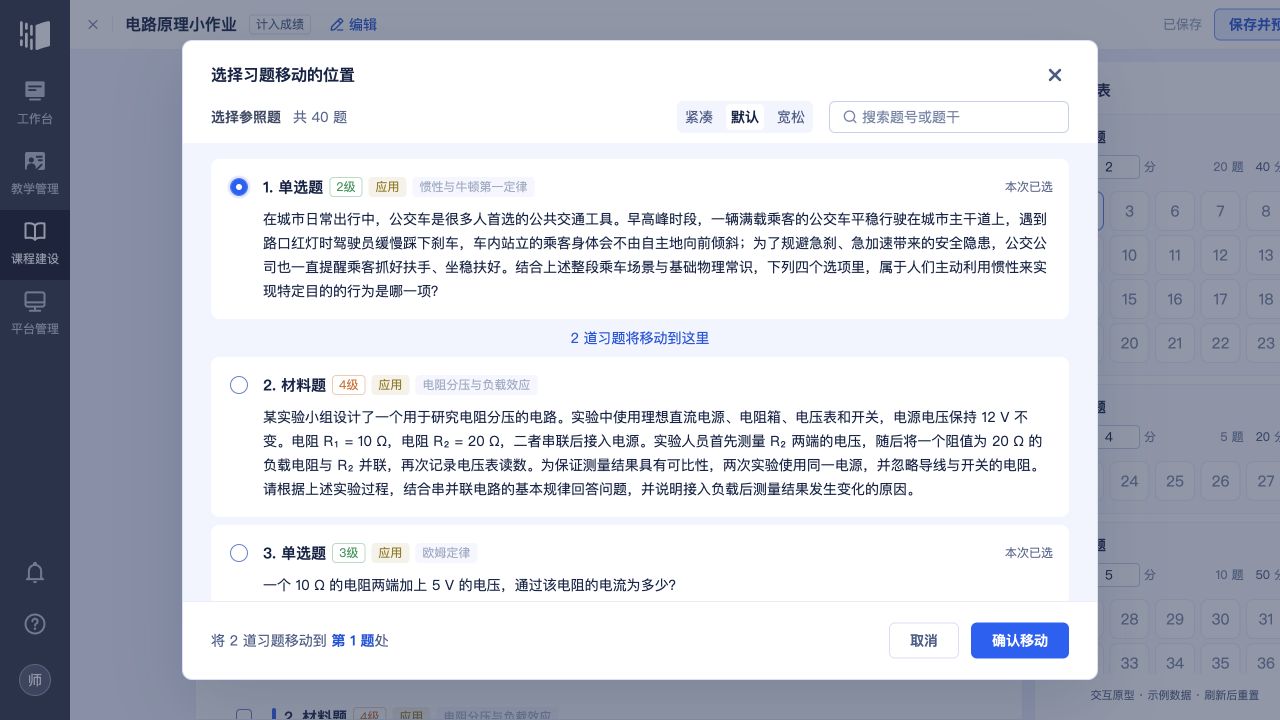 电路原理小作业 计入成绩 编辑
已保存 保存并预
工作台
教学管理
课程建设
平台管理
师
选择习题移动的位置
选择参照题 共 40 题
紧凑 默认 宽松
搜索题号或题干
1. 单选题 2级 应用 惯性与牛顿第一定律 本次已选
在城市日常出行中，公交车是很多人首选的公共交通工具。早高峰时段，一辆满载乘客的公交车平稳行驶在城市主干道上，遇到
路口红灯时驾驶员缓慢踩下刹车，车内站立的乘客身体会不由自主地向前倾斜；为了规避急刹、急加速带来的安全隐患，公交公
司也一直提醒乘客抓好扶手、坐稳扶好。结合上述整段乘车场景与基础物理常识，下列四个选项里，属于人们主动利用惯性来实
现特定目的的行为是哪一项？
2 道习题将移动到这里
2. 材料题 4级 应用 电阻分压与负载效应
某实验小组设计了一个用于研究电阻分压的电路。实验中使用理想直流电源、电阻箱、电压表和开关，电源电压保持 12 V 不
变。电阻 R₁ = 10 Ω，电阻 R₂ = 20 Ω，二者串联后接入电源。实验人员首先测量 R₂ 两端的电压，随后将一个阻值为 20 Ω 的
负载电阻与 R₂ 并联，再次记录电压表读数。为保证测量结果具有可比性，两次实验使用同一电源，并忽略导线与开关的电阻。
请根据上述实验过程，结合串并联电路的基本规律回答问题，并说明接入负载后测量结果发生变化的原因。
3. 单选题 3级 应用 欧姆定律 本次已选
一个 10 Ω 的电阻两端加上 5 V 的电压，通过该电阻的电流为多少？
将 2 道习题移动到 第 1 题处
取消 确认移动
表
题
2 分 20 题 40 分
3 6 7 8
10 11 12 13
15 16 17 18
20 21 22 23
题
4 分 5 题 20 分
24 25 26 27
题
5 分 10 题 50 分
28 29 30 31
33 34 35 36
交互原型 · 示例数据 · 刷新后重置
2. 材料题 4级 应用 电阻分压与负载效应